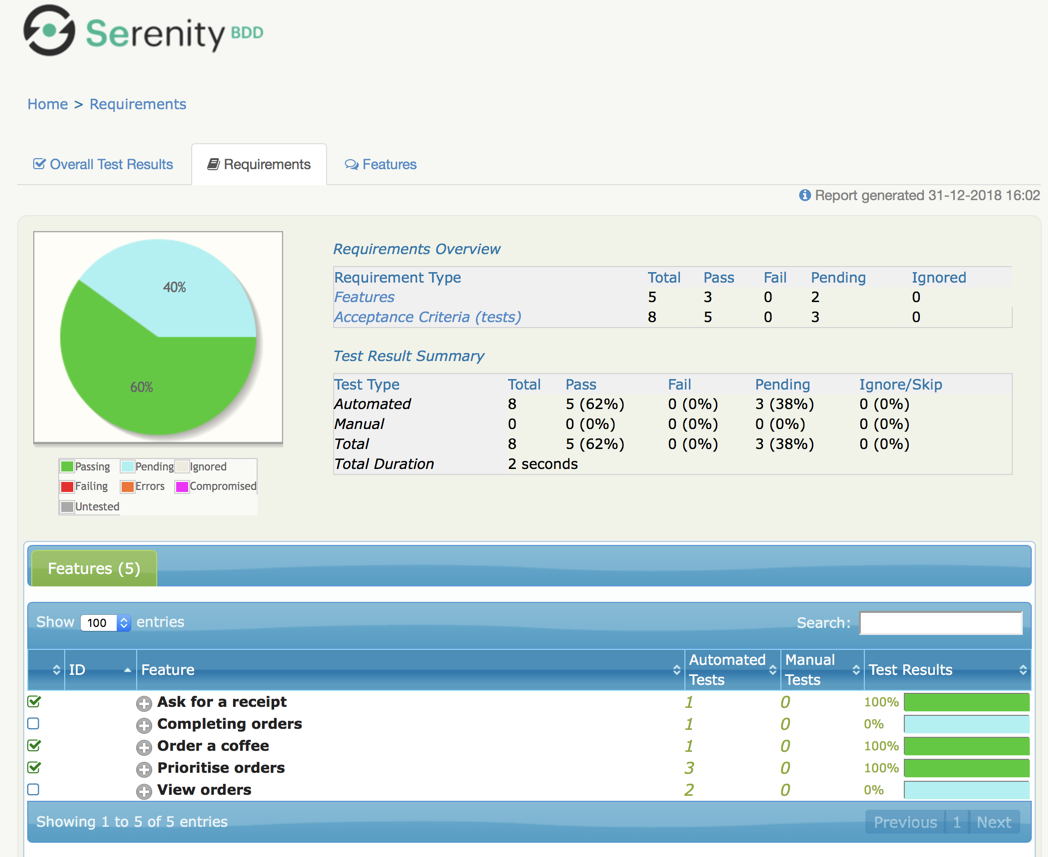 Serenity BDD
Home > Requirements
Overall Test Results Requirements Features
Report generated 31-12-2018 16:02
40%
60%
Passing Pending Ignored
Failing Errors Compromised
Untested
Requirements Overview
Requirement Type Total Pass Fail Pending Ignored
Features 5 3 0 2 0
Acceptance Criteria (tests) 8 5 0 3 0
Test Result Summary
Test Type Total Pass Fail Pending Ignore/Skip
Automated 8 5 (62%) 0 (0%) 3 (38%) 0 (0%)
Manual 0 0 (0%) 0 (0%) 0 (0%) 0 (0%)
Total 8 5 (62%) 0 (0%) 3 (38%) 0 (0%)
Total Duration 2 seconds
Features (5)
Show 100 entries Search:
ID Feature Automated Tests Manual Tests Test Results
Ask for a receipt 1 0 100%
Completing orders 1 0 0%
Order a coffee 1 0 100%
Prioritise orders 3 0 100%
View orders 2 0 0%
Showing 1 to 5 of 5 entries Previous 1 Next